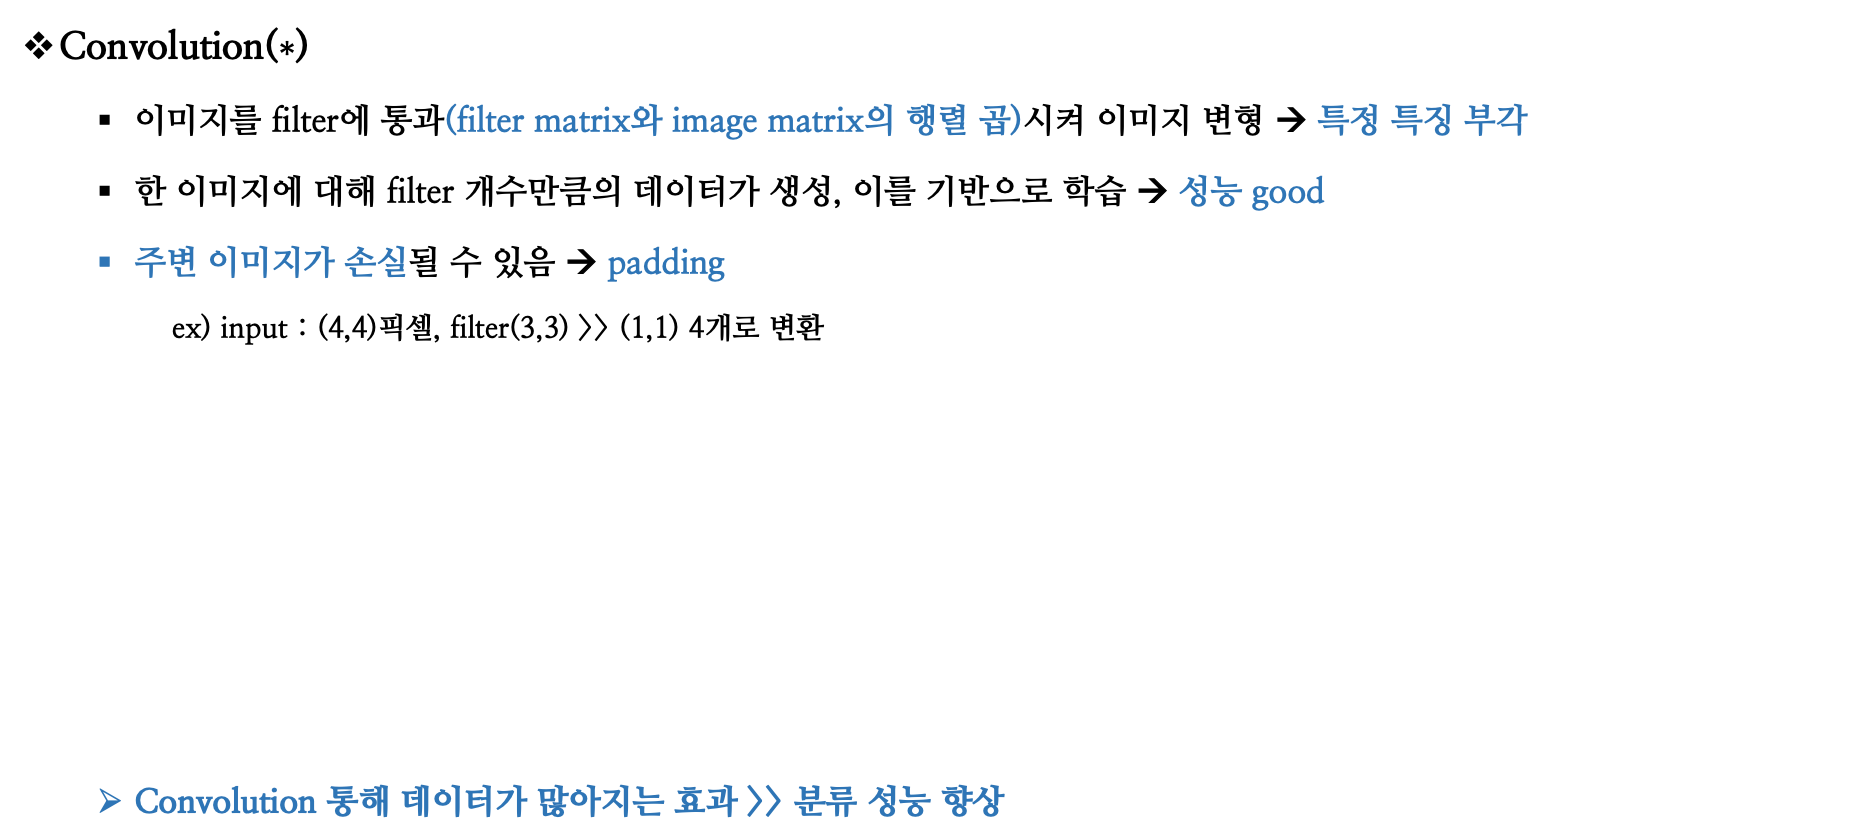 ❖ Convolution(*)
▪ 이미지를 filter에 통과(filter matrix와 image matrix의 행렬 곱)시켜 이미지 변형 → 특정 특징 부각
▪ 한 이미지에 대해 filter 개수만큼의 데이터가 생성, 이를 기반으로 학습 → 성능 good
▪ 주변 이미지가 손실될 수 있음 → padding
ex) input : (4,4)픽셀, filter(3,3) >> (1,1) 4개로 변환
➢ Convolution 통해 데이터가 많아지는 효과 >> 분류 성능 향상